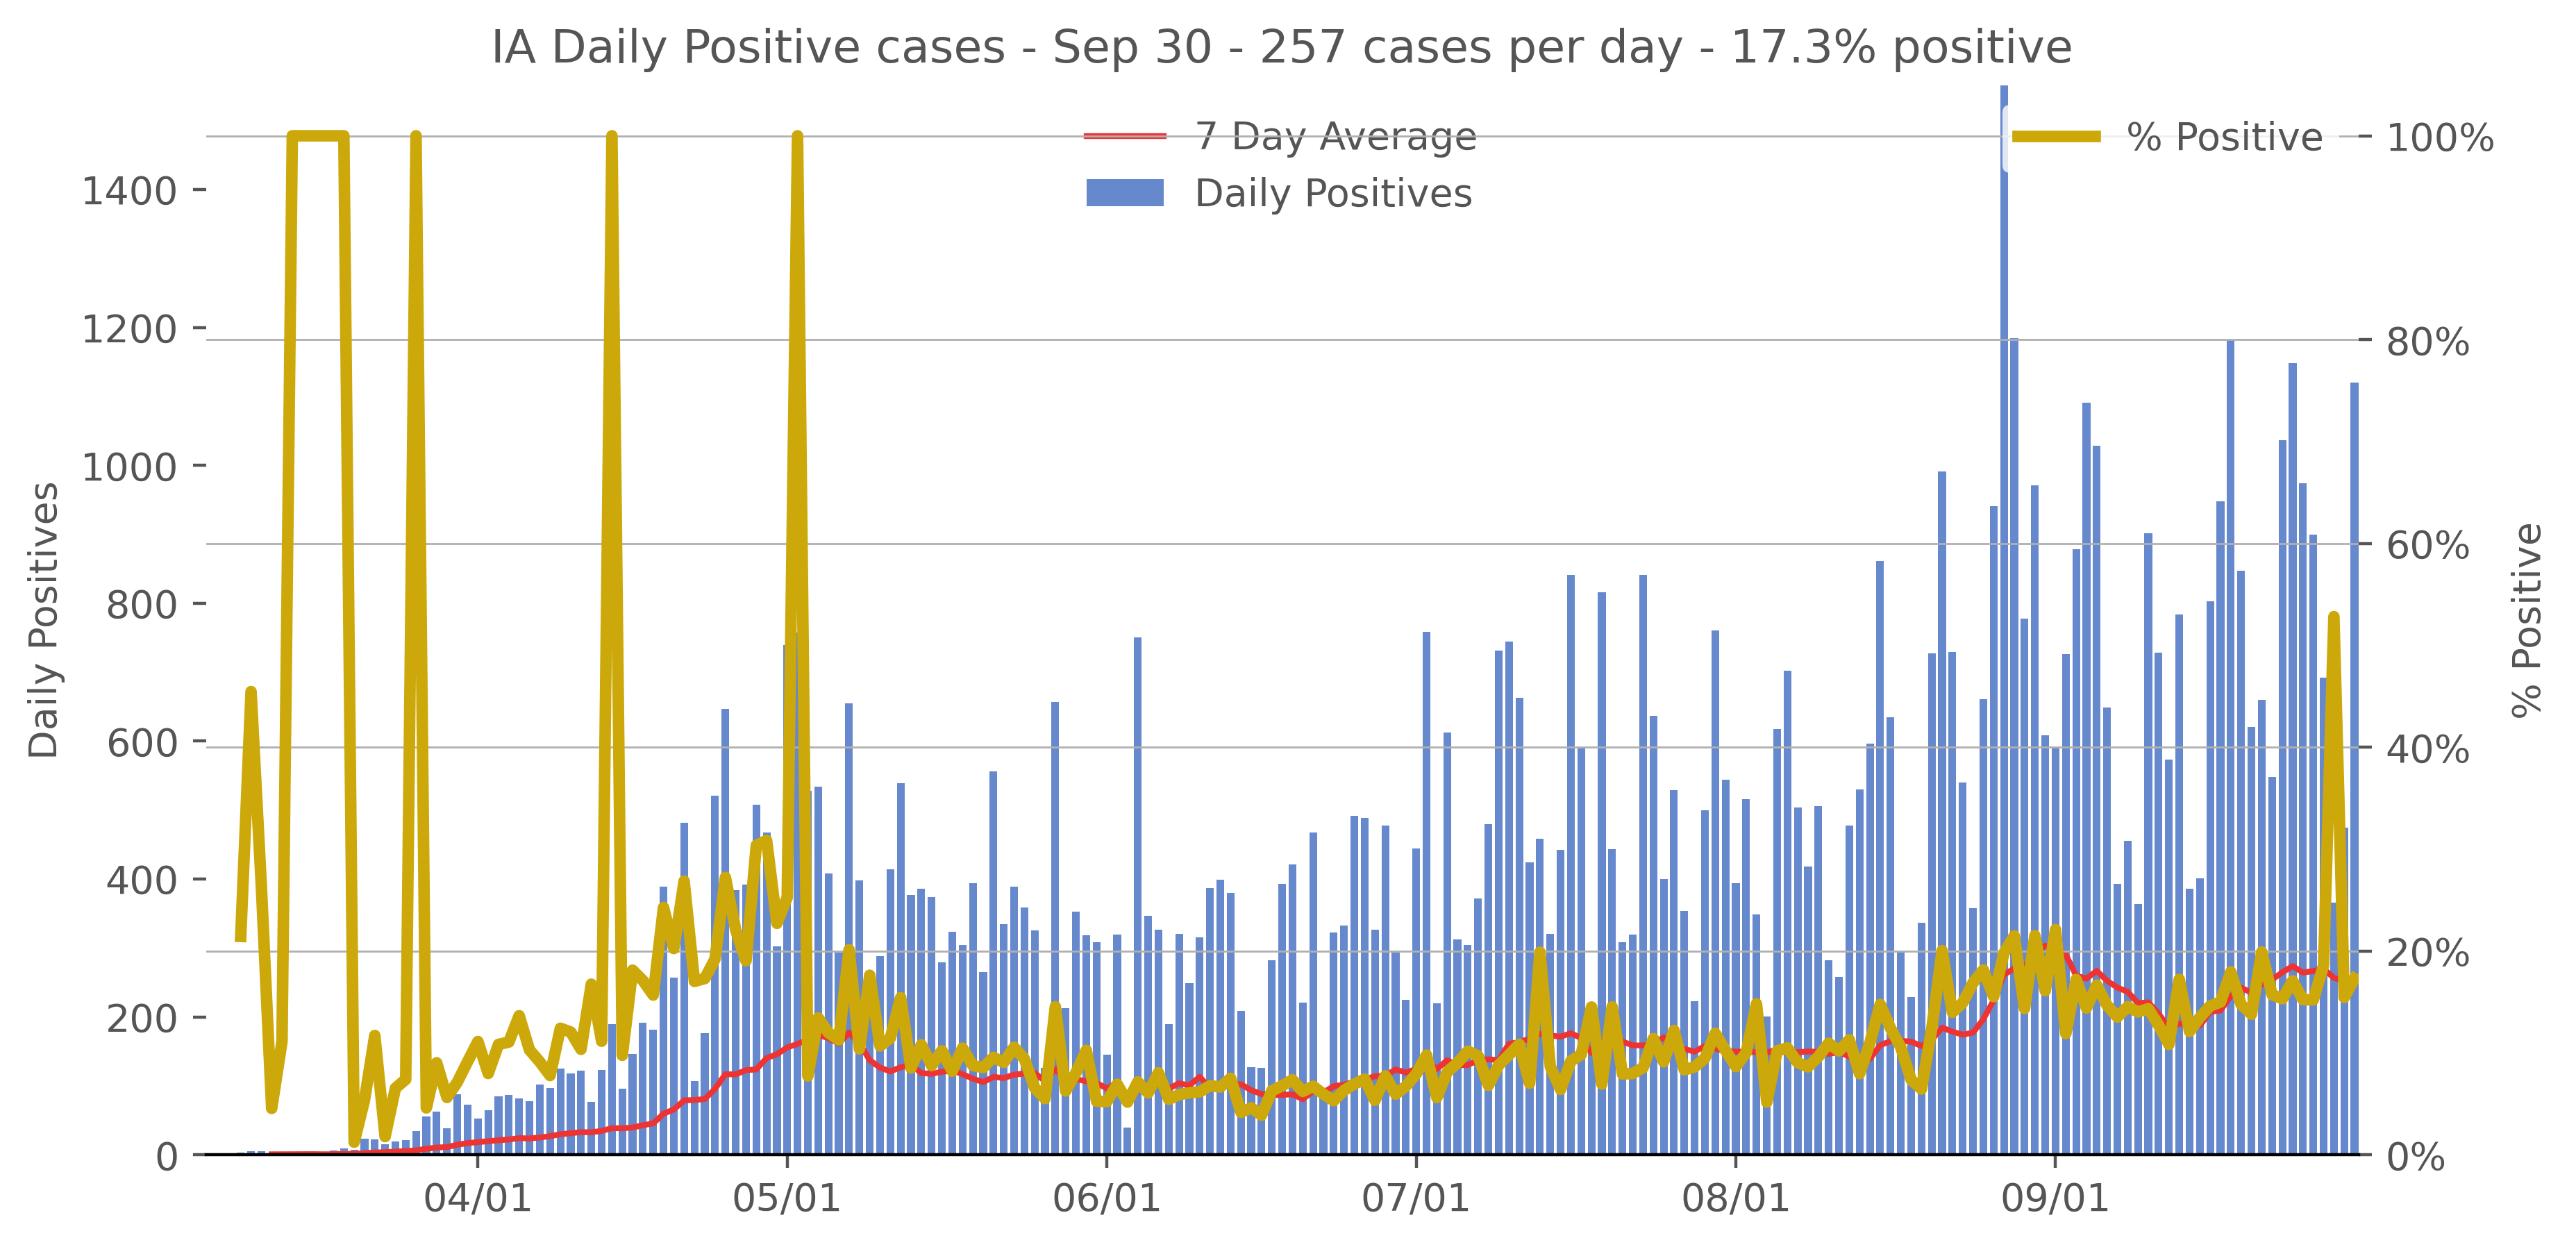 IA Daily Positive cases - Sep 30 - 257 cases per day - 17.3% positive
7 Day Average
Daily Positives
% Positive
Daily Positives
1400
1200
1000
800
600
400
200
0
100%
80%
60%
40%
20%
0%
% Positive
04/01 05/01 06/01 07/01 08/01 09/01